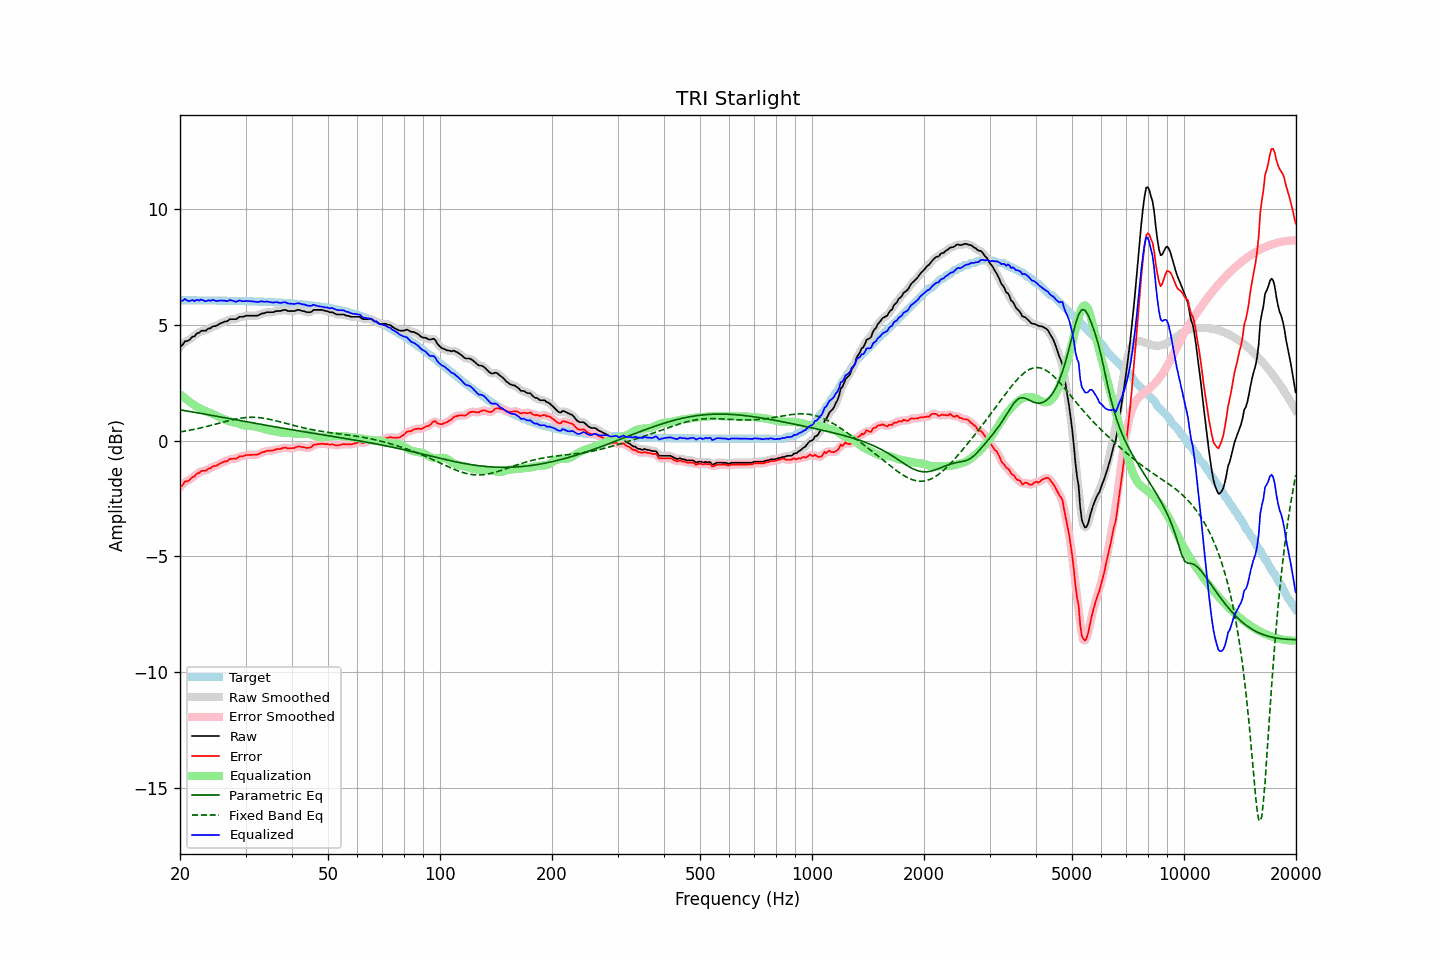 TRI Starlight
Amplitude (dBr)
10
5
0
−5
−10
−15
Target
Raw Smoothed
Error Smoothed
Raw
Error
Equalization
Parametric Eq
Fixed Band Eq
Equalized
20 50 100 200 500 1000 2000 5000 10000 20000
Frequency (Hz)